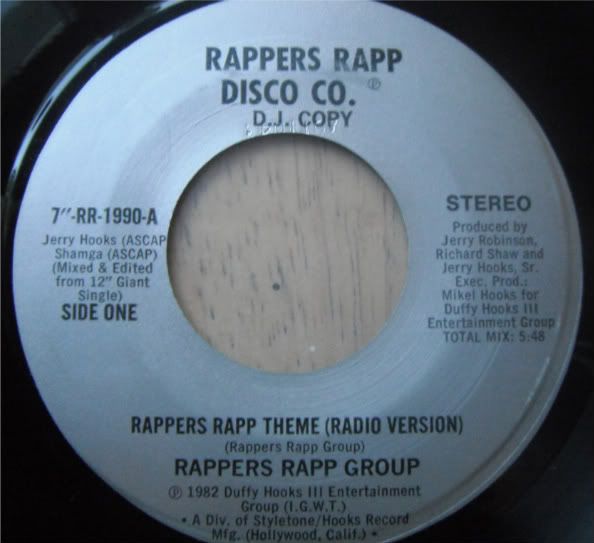 RAPPERS RAPP
DISCO CO. ℗
D.J. COPY
7"-RR-1990-A
Jerry Hooks (ASCAP
Shamga (ASCAP)
(Mixed & Edited
from 12" Giant
Single)
SIDE ONE
STEREO
Produced by
Jerry Robinson,
Richard Shaw and
Jerry Hooks, Sr.
Exec. Prod.:
Mikel Hooks for
Duffy Hooks III
Entertainment Group
TOTAL MIX: 5:48
RAPPERS RAPP THEME (RADIO VERSION)
(Rappers Rapp Group)
RAPPERS RAPP GROUP
℗ 1982 Duffy Hooks III Entertainment
Group (I.G.W.T.)
• A Div. of Styletone/Hooks Record
Mfg. (Hollywood, Calif.) •